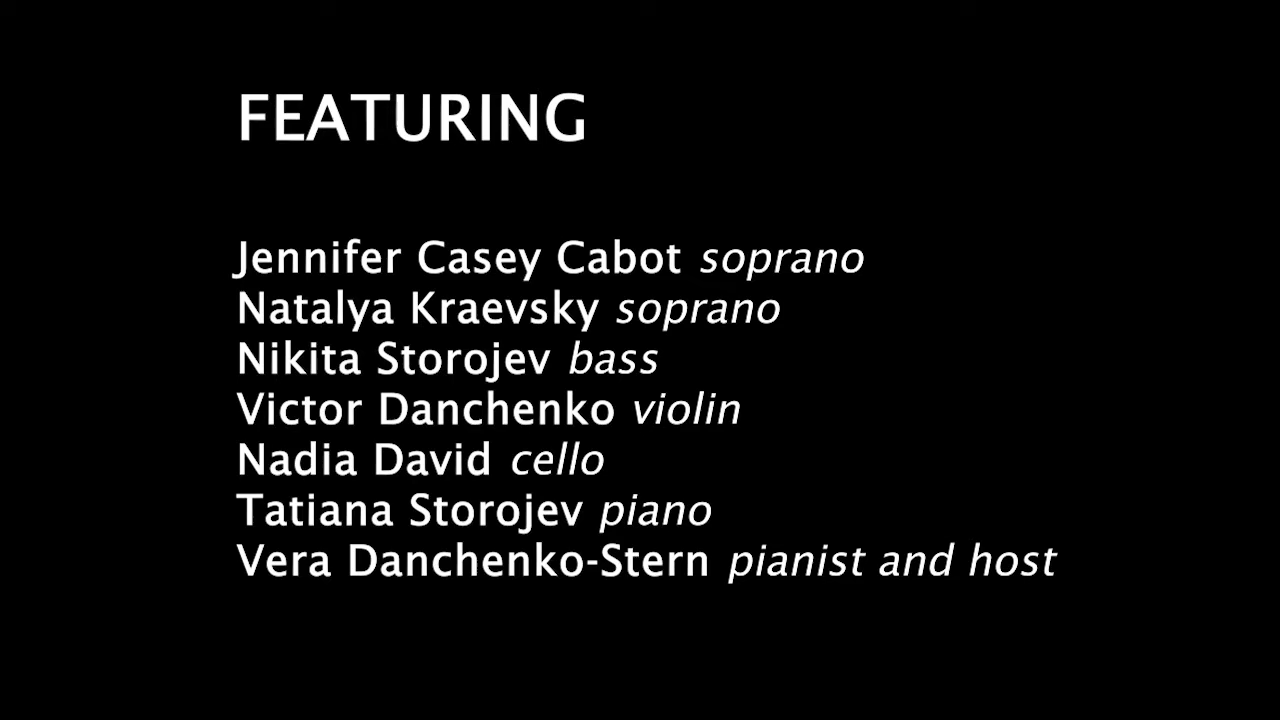 FEATURING
Jennifer Casey Cabot soprano
Natalya Kraevsky soprano
Nikita Storojev bass
Victor Danchenko violin
Nadia David cello
Tatiana Storojev piano
Vera Danchenko-Stern pianist and host